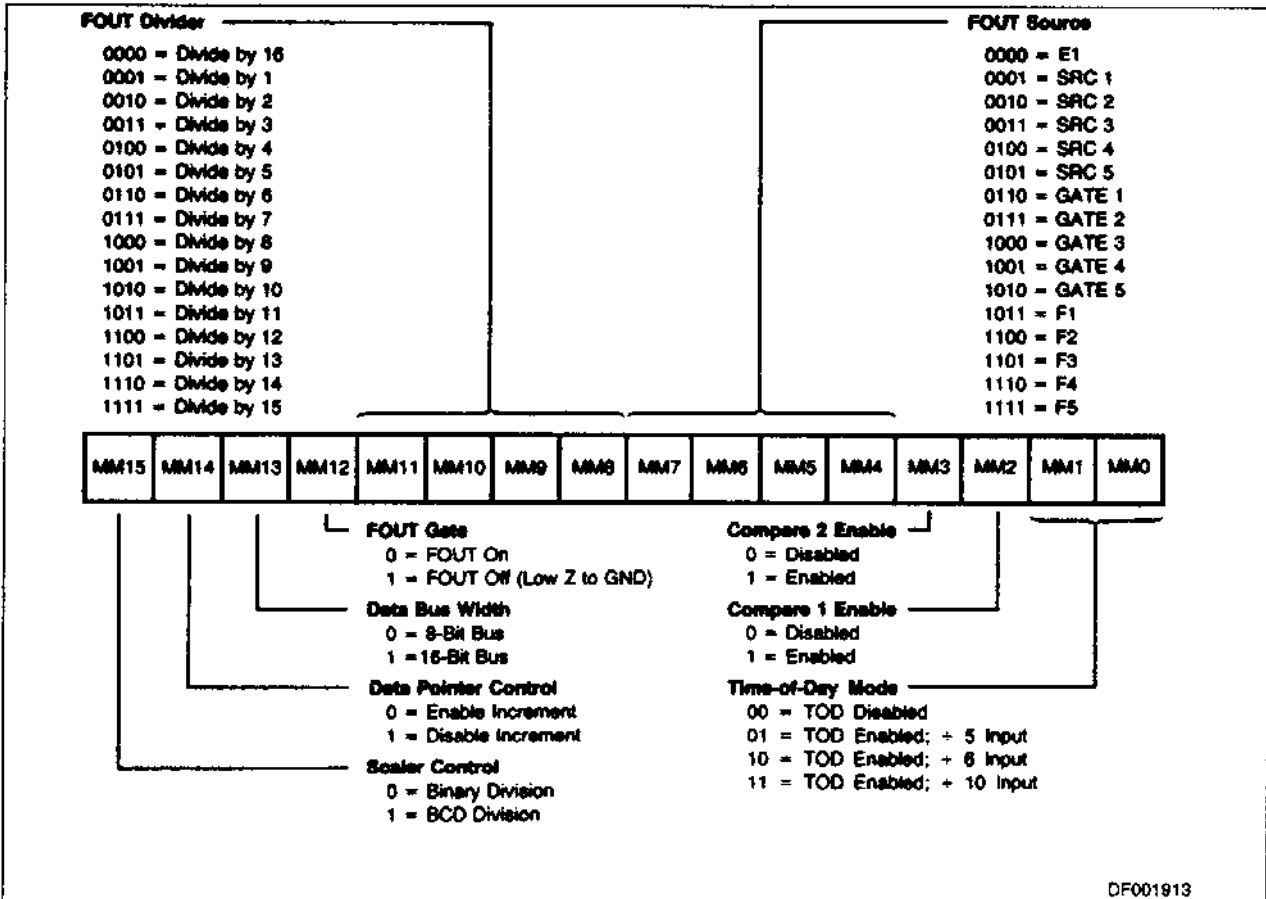 FOUT Divider
0000 = Divide by 16
0001 = Divide by 1
0010 = Divide by 2
0011 = Divide by 3
0100 = Divide by 4
0101 = Divide by 5
0110 = Divide by 6
0111 = Divide by 7
1000 = Divide by 8
1001 = Divide by 9
1010 = Divide by 10
1011 = Divide by 11
1100 = Divide by 12
1101 = Divide by 13
1110 = Divide by 14
1111 = Divide by 15
FOUT Source
0000 = E1
0001 = SRC 1
0010 = SRC 2
0011 = SRC 3
0100 = SRC 4
0101 = SRC 5
0110 = GATE 1
0111 = GATE 2
1000 = GATE 3
1001 = GATE 4
1010 = GATE 5
1011 = F1
1100 = F2
1101 = F3
1110 = F4
1111 = F5
MM15 MM14 MM13 MM12 MM11 MM10 MM9 MM8 MM7 MM6 MM5 MM4 MM3 MM2 MM1 MM0
FOUT Gate
0 = FOUT On
1 = FOUT Off (Low Z to GND)
Data Bus Width
0 = 8-Bit Bus
1 =16-Bit Bus
Data Pointer Control
0 = Enable Increment
1 = Disable Increment
Scaler Control
0 = Binary Division
1 = BCD Division
Compare 2 Enable
0 = Disabled
1 = Enabled
Compare 1 Enable
0 = Disabled
1 = Enabled
Time-of-Day Mode
00 = TOD Disabled
01 = TOD Enabled; ÷ 5 Input
10 = TOD Enabled; ÷ 6 Input
11 = TOD Enabled; ÷ 10 Input
DF001913